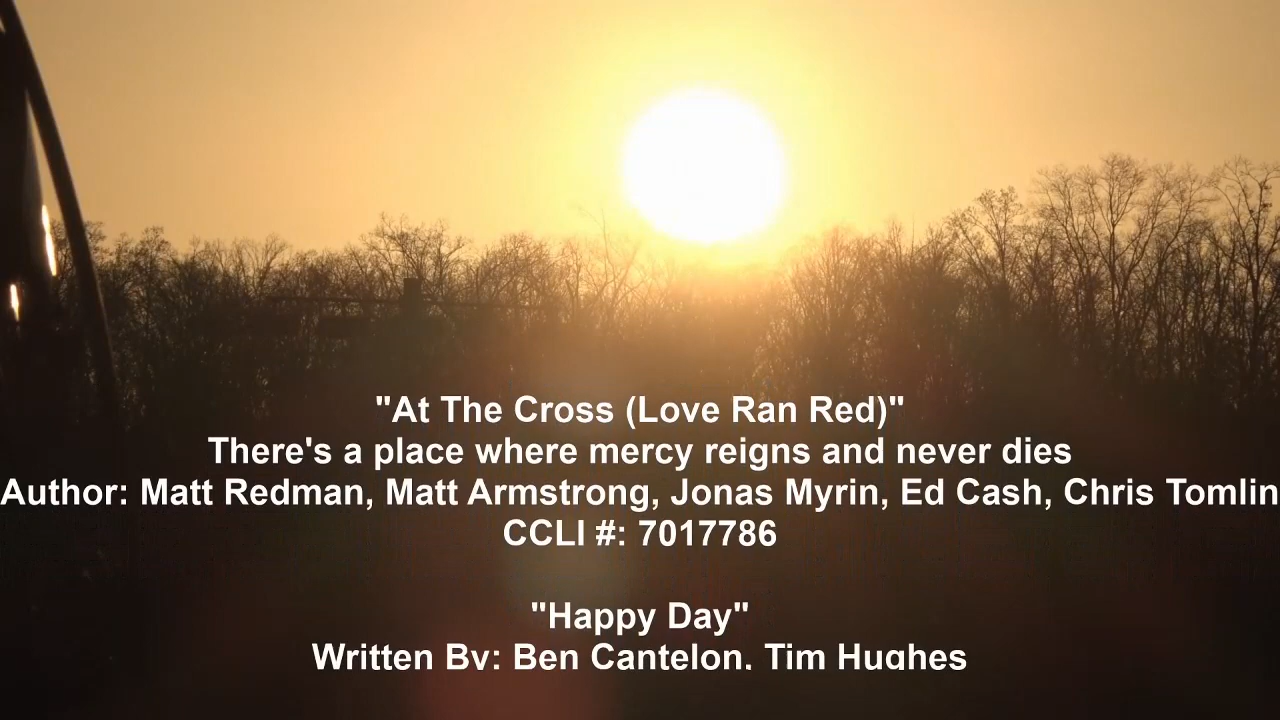 "At The Cross (Love Ran Red)"
There's a place where mercy reigns and never dies
Author: Matt Redman, Matt Armstrong, Jonas Myrin, Ed Cash, Chris Tomlin
CCLI #: 7017786
"Happy Day"
Written By: Ben Cantelon, Tim Hughes